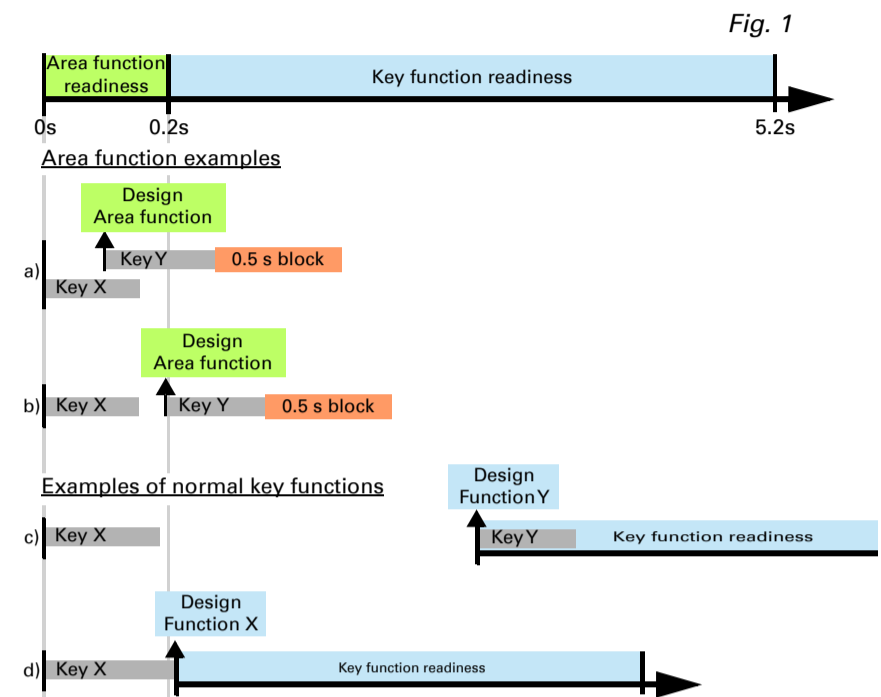 Fig. 1
Area function
readiness
Key function readiness
0s
0.2s
5.2s
Area function examples
Design
Area function
Key Y
0.5 s block
a)
Key X
Design
Area function
b)
Key X
Key Y
0.5 s block
Examples of normal key functions
Design
Function Y
c)
Key X
Key Y
Key function readiness
Design
Function X
d)
Key X
Key function readiness